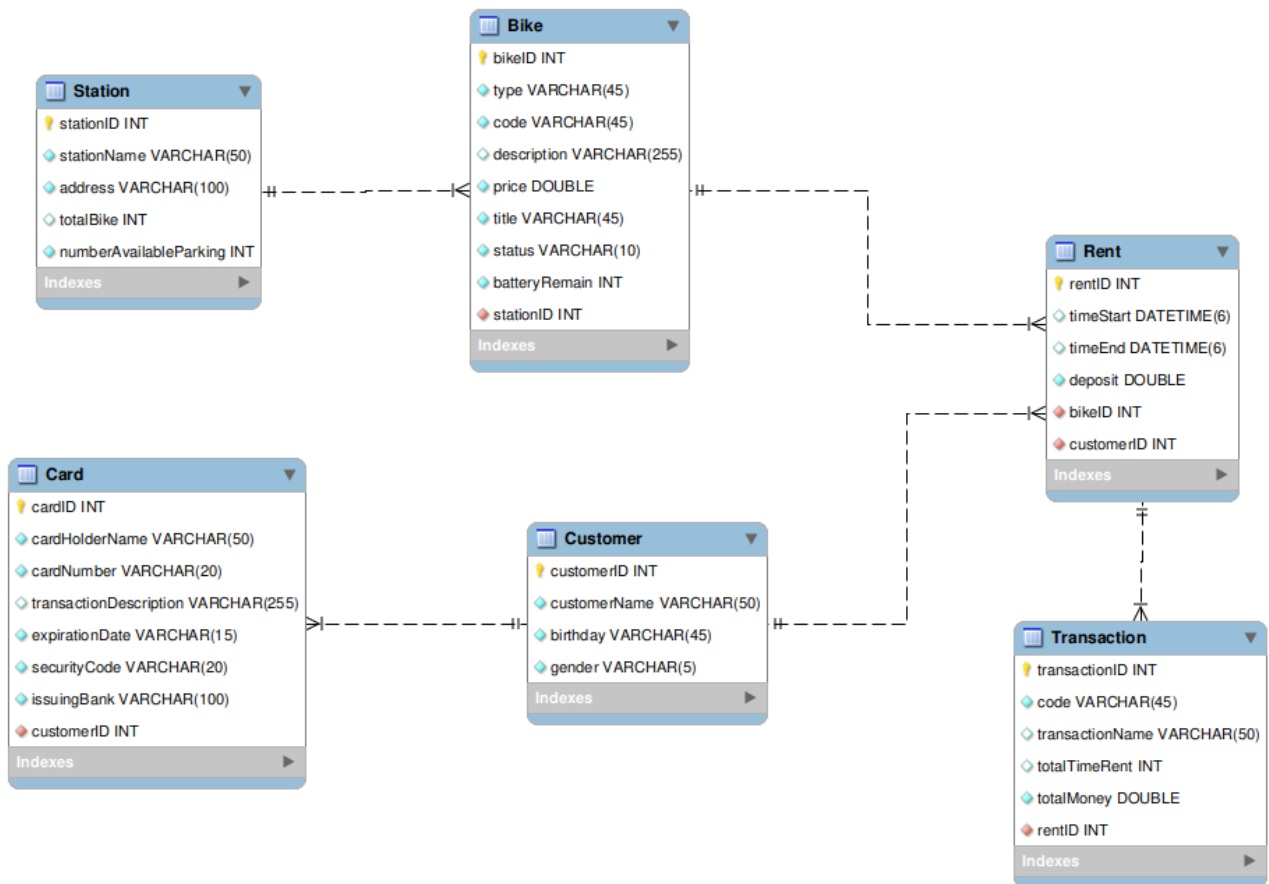 Station
stationID INT
stationName VARCHAR(50)
address VARCHAR(100)
totalBike INT
numberAvailableParking INT
Indexes
Bike
bikeID INT
type VARCHAR(45)
code VARCHAR(45)
description VARCHAR(255)
price DOUBLE
title VARCHAR(45)
status VARCHAR(10)
batteryRemain INT
stationID INT
Indexes
Rent
rentID INT
timeStart DATETIME(6)
timeEnd DATETIME(6)
deposit DOUBLE
bikeID INT
customerID INT
Indexes
Card
cardID INT
cardHolderName VARCHAR(50)
cardNumber VARCHAR(20)
transactionDescription VARCHAR(255)
expirationDate VARCHAR(15)
securityCode VARCHAR(20)
issuingBank VARCHAR(100)
customerID INT
Indexes
Customer
customerID INT
customerName VARCHAR(50)
birthday VARCHAR(45)
gender VARCHAR(5)
Indexes
Transaction
transactionID INT
code VARCHAR(45)
transactionName VARCHAR(50)
totalTimeRent INT
totalMoney DOUBLE
rentID INT
Indexes